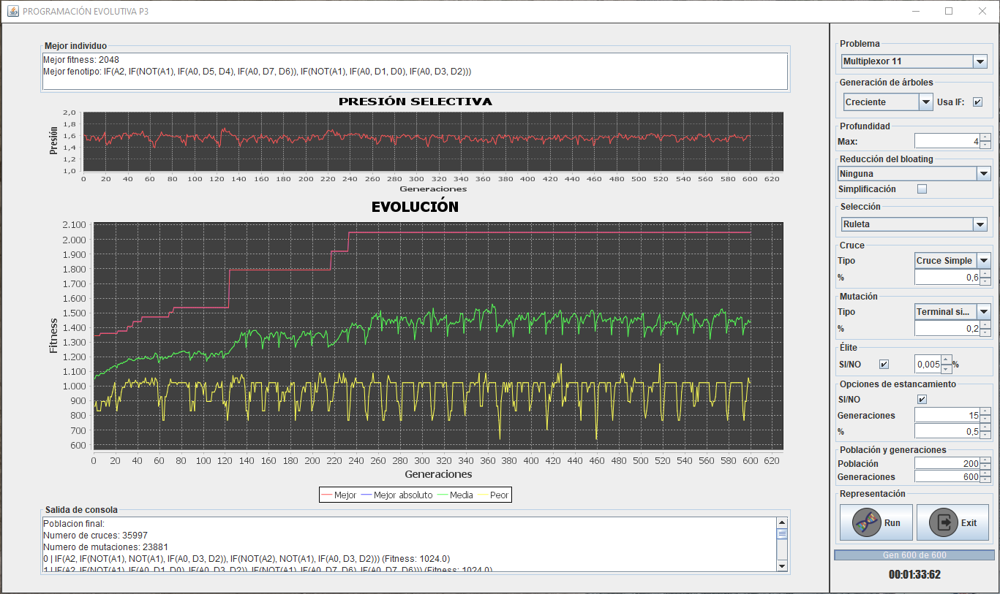 PROGRAMACIÓN EVOLUTIVA P3
Mejor individuo
Mejor fitness: 2048
Mejor fenotipo: IF(A2, IF(NOT(A1), IF(A0, D5, D4), IF(A0, D7, D6)), IF(NOT(A1), IF(A0, D1, D0), IF(A0, D3, D2)))
PRESIÓN SELECTIVA
Presión
2,0
1,8
1,6
1,4
1,2
1,0
0 20 40 60 80 100 120 140 160 180 200 220 240 260 280 300 320 340 360 380 400 420 440 460 480 500 520 540 560 580 600 620
Generaciones
EVOLUCIÓN
Fitness
2.100
2.000
1.900
1.800
1.700
1.600
1.500
1.400
1.300
1.200
1.100
1.000
900
800
700
600
0 20 40 60 80 100 120 140 160 180 200 220 240 260 280 300 320 340 360 380 400 420 440 460 480 500 520 540 560 580 600 620
Generaciones
Mejor Mejor absoluto Media Peor
Salida de consola
Poblacion final:
Numero de cruces: 35997
Numero de mutaciones: 23881
0 | IF(A2, IF(NOT(A1), NOT(A1), IF(A0, D3, D2)), IF(NOT(A2), NOT(A1), IF(A0, D3, D2))) (Fitness: 1024.0)
1 | IF(A2, IF(NOT(A1), IF(A0, D1, D0), IF(A0, D3, D2)), IF(NOT(A1), IF(A0, D7, D6), IF(A0, D7, D6))) (Fitness: 1024.0)
Problema
Multiplexor 11
Generación de árboles
Creciente Usa IF:
Profundidad
Max: 4
Reducción del bloating
Ninguna
Simplificación
Selección
Ruleta
Cruce
Tipo Cruce Simple
% 0,6
Mutación
Tipo Terminal si...
% 0,2
Élite
SI/NO 0,005 %
Opciones de estancamiento
SI/NO
Generaciones 15
% 0,5
Población y generaciones
Población 200
Generaciones 600
Representación
Run Exit
Gen 600 de 600
00:01:33:62